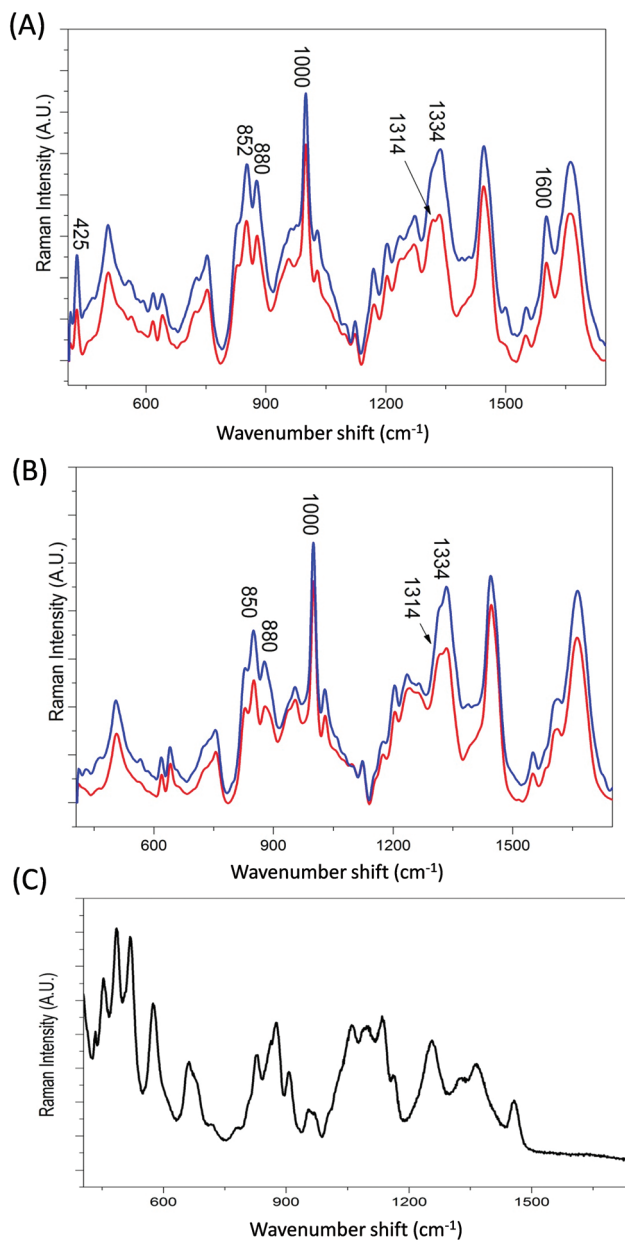 (A)
1000
1334
852
880
1314
1600
425
Raman Intensity (A.U.)
600
900
1200
1500
Wavenumber shift (cm⁻¹)
(B)
1000
1334
850
880
1314
Raman Intensity (A.U.)
600
900
1200
1500
Wavenumber shift (cm⁻¹)
(C)
Raman Intensity (A.U.)
600
900
1200
1500
Wavenumber shift (cm⁻¹)